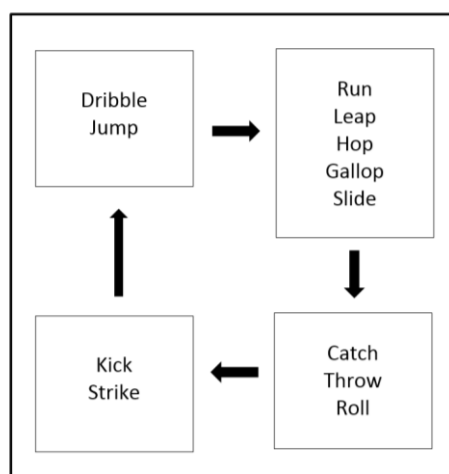 Dribble
Jump
Run
Leap
Hop
Gallop
Slide
Catch
Throw
Roll
Kick
Strike